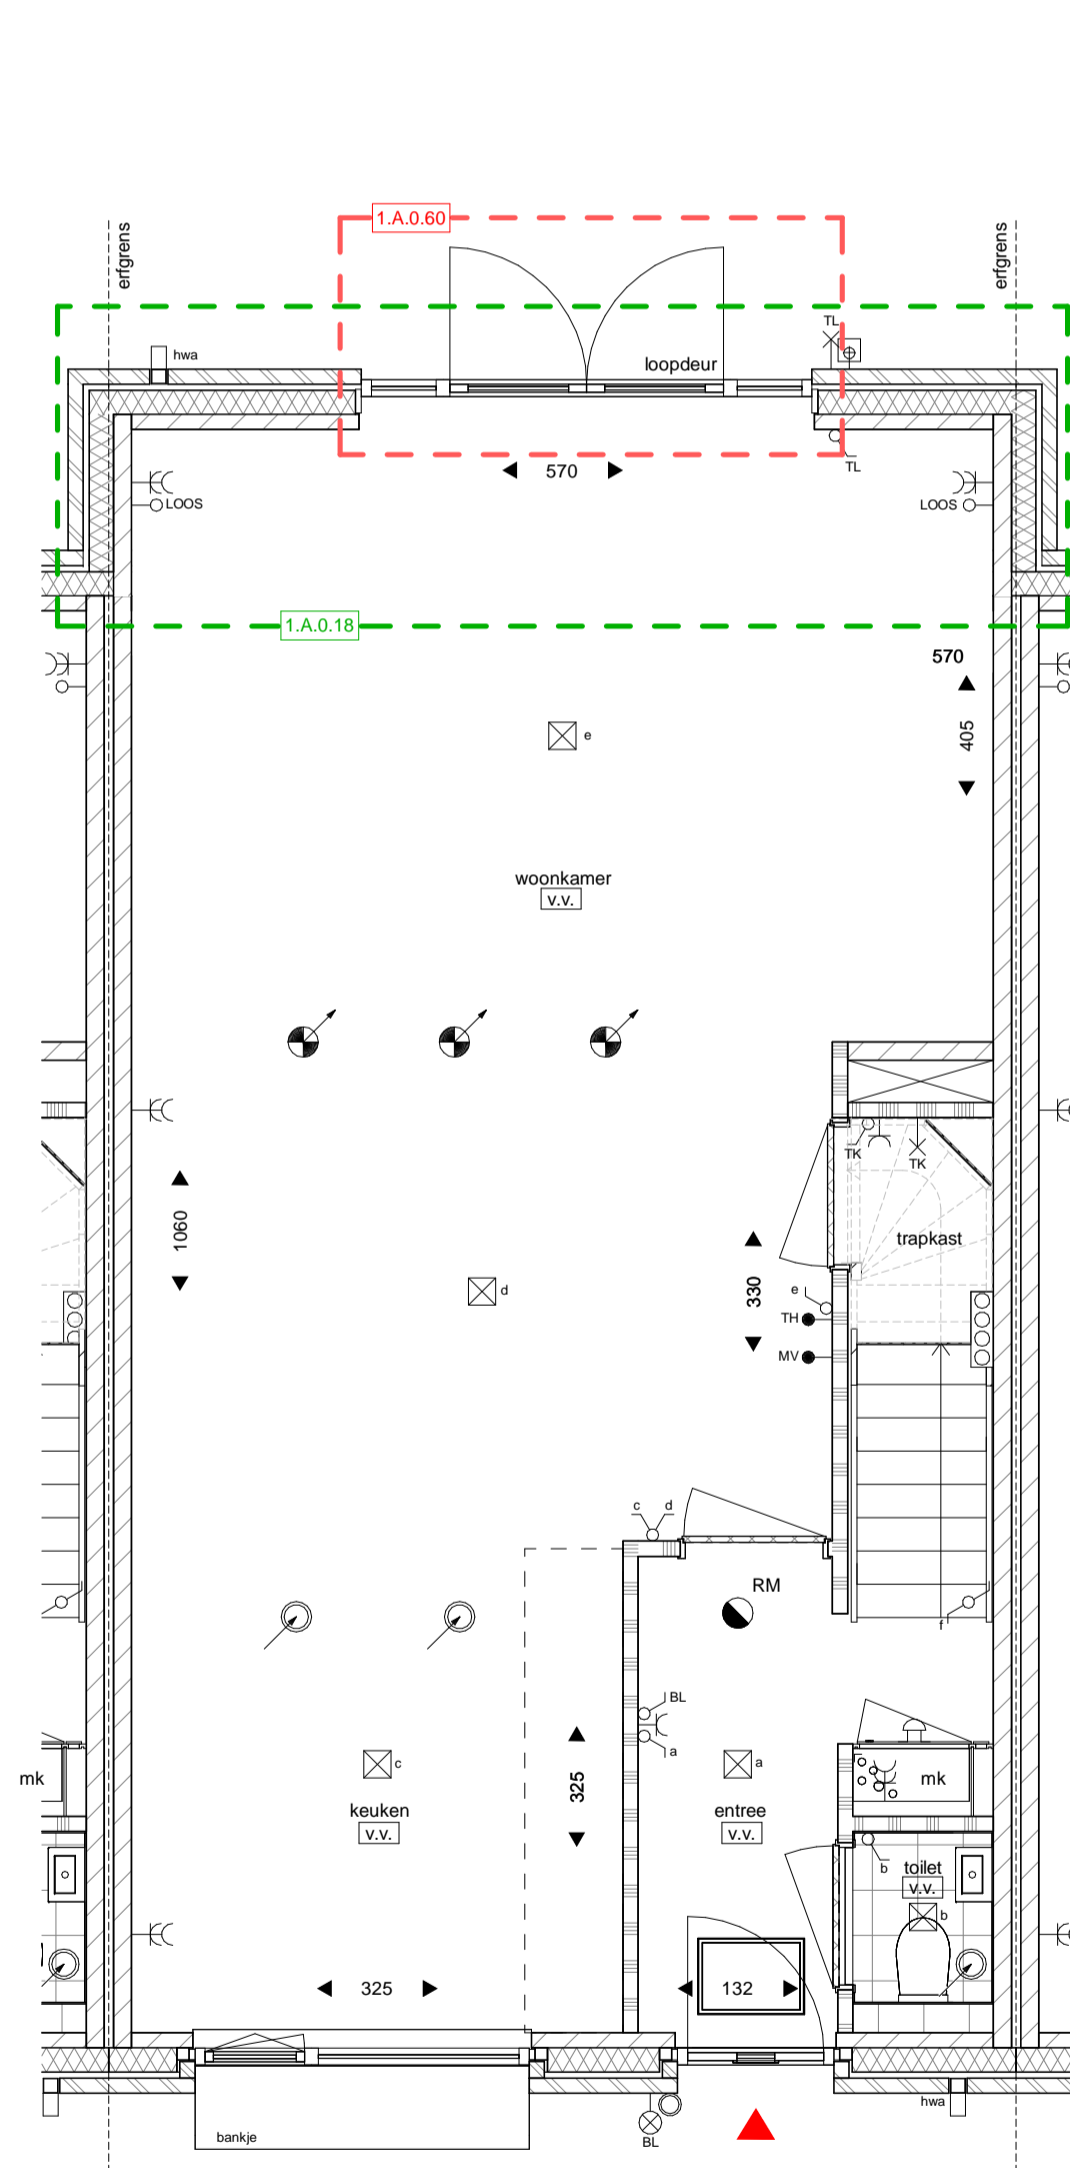 1.A.0.60
erfgrens
erfgrens
TL
hwa
loopdeur
570
TL
LOOS
LOOS
1.A.0.18
570
405
e
woonkamer
v.v.
TK
TK
1060
trapkast
330
e
TH
d
MV
c d
RM
f
BL
a
c
a
mk
mk
325
keuken
v.v.
entree
v.v.
b
toilet
v.v.
b
325
132
hwa
bankje
BL